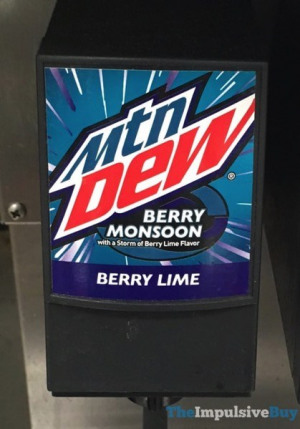 mtn
DEW®
BERRY
MONSOON
with a Storm of Berry Lime Flavor
BERRY LIME
TheImpulsiveBuy